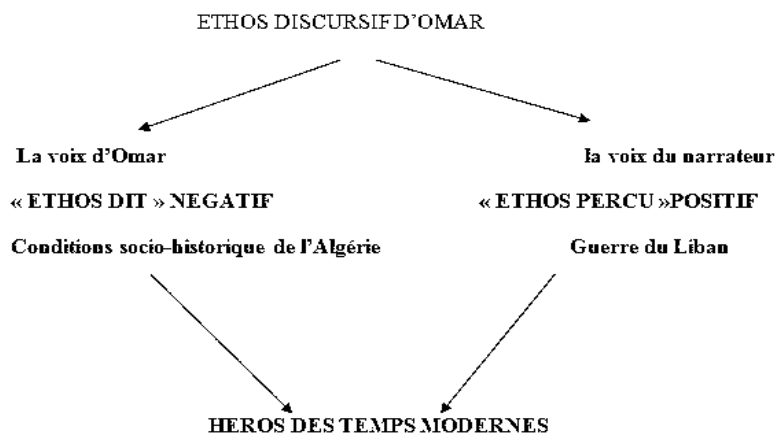 ETHOS DISCURSIF D'OMAR
La voix d'Omar
« ETHOS DIT » NEGATIF
Conditions socio-historique de l'Algérie
la voix du narrateur
« ETHOS PERCU »POSITIF
Guerre du Liban
HEROS DES TEMPS MODERNES